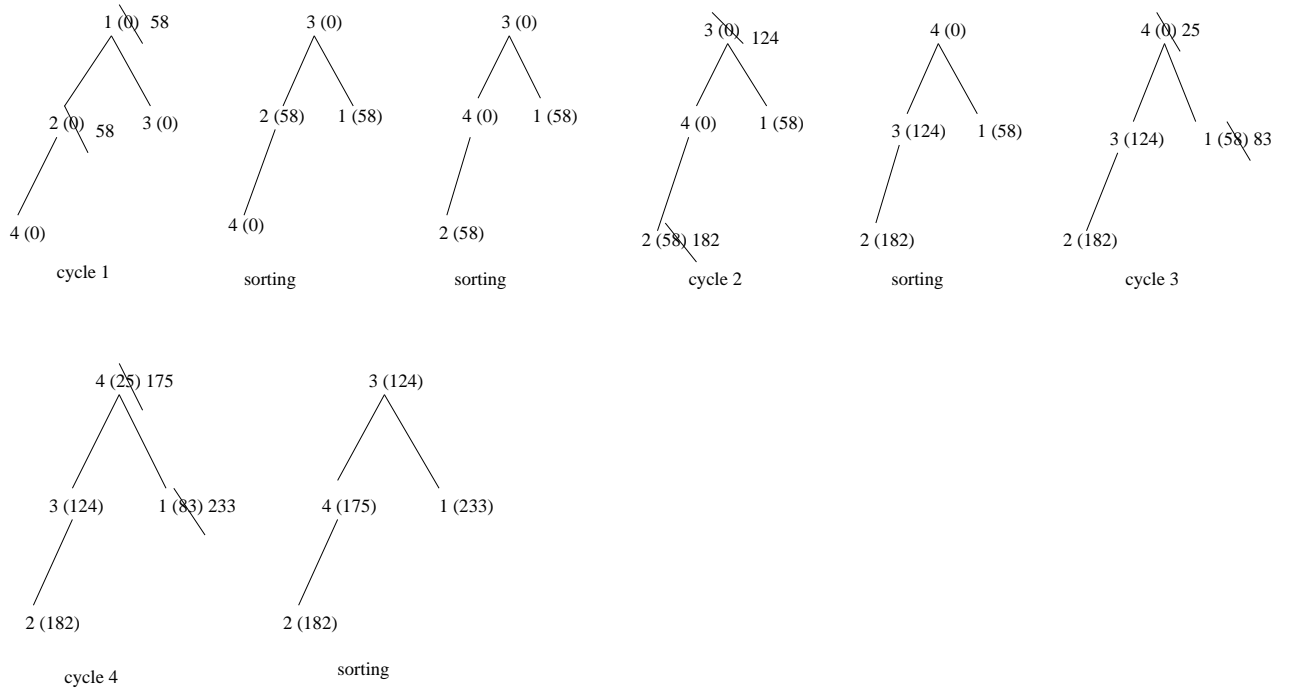 1 (0) 58
3 (0)
3 (0)
3 (0) 124
4 (0)
4 (0) 25
2 (0) 58
3 (0)
2 (58)
1 (58)
4 (0)
1 (58)
4 (0)
1 (58)
3 (124)
1 (58)
3 (124)
1 (58) 83
4 (0)
4 (0)
2 (58)
2 (58) 182
2 (182)
2 (182)
cycle 1
sorting
sorting
cycle 2
sorting
cycle 3
4 (25) 175
3 (124)
3 (124)
1 (83) 233
4 (175)
1 (233)
2 (182)
2 (182)
cycle 4
sorting